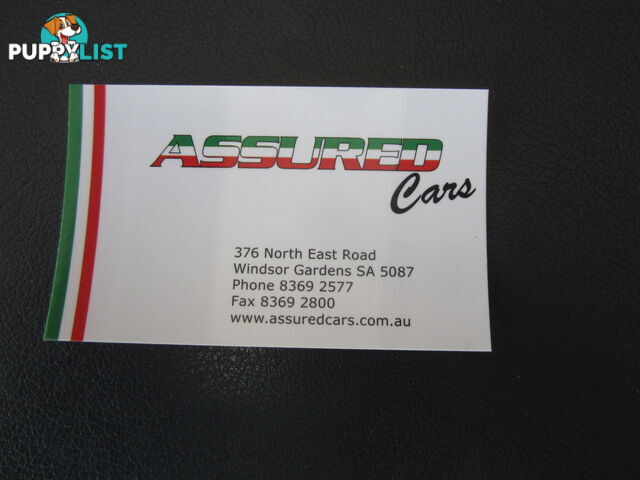 PUPPYLIST
ASSURED
Cars
376 North East Road
Windsor Gardens SA 5087
Phone 8369 2577
Fax 8369 2800
www.assuredcars.com.au